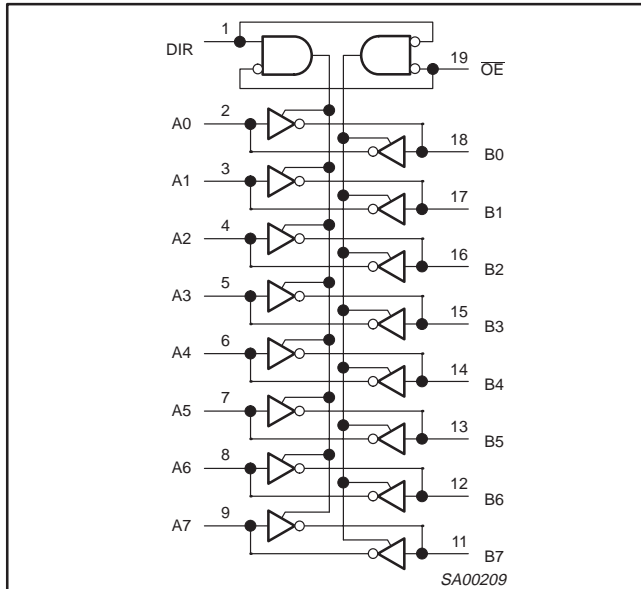 1
DIR
19 O̅E̅
A0 2
18 B0
A1 3
17 B1
A2 4
16 B2
A3 5
15 B3
A4 6
14 B4
A5 7
13 B5
A6 8
12 B6
A7 9
11 B7
SA00209